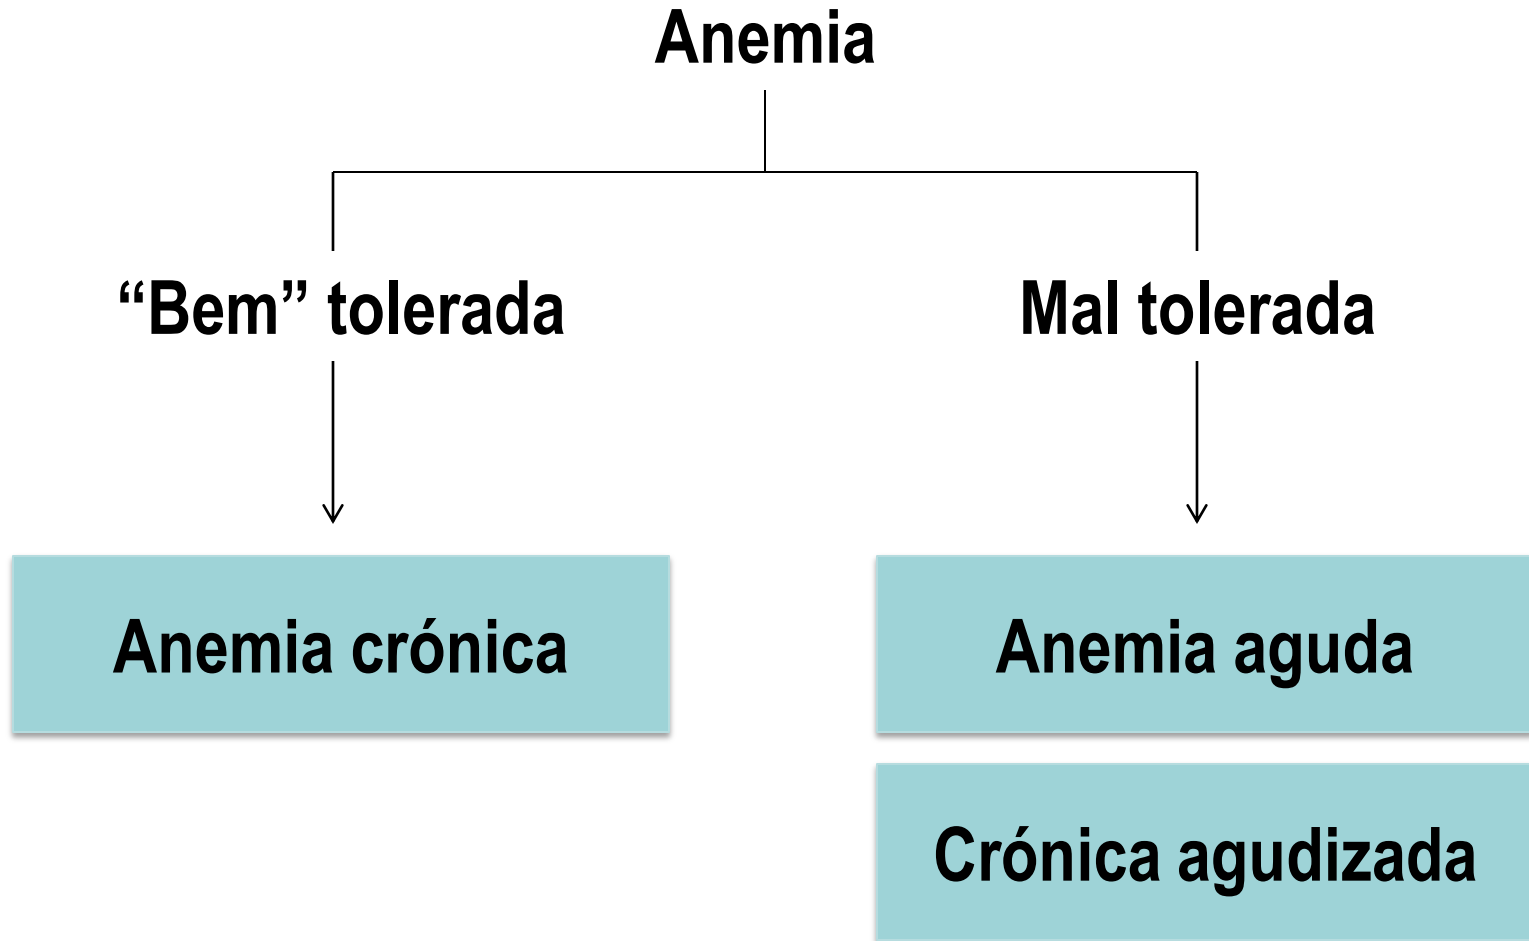 Anemia
“Bem” tolerada
Mal tolerada
Anemia crónica
Anemia aguda
Crónica agudizada